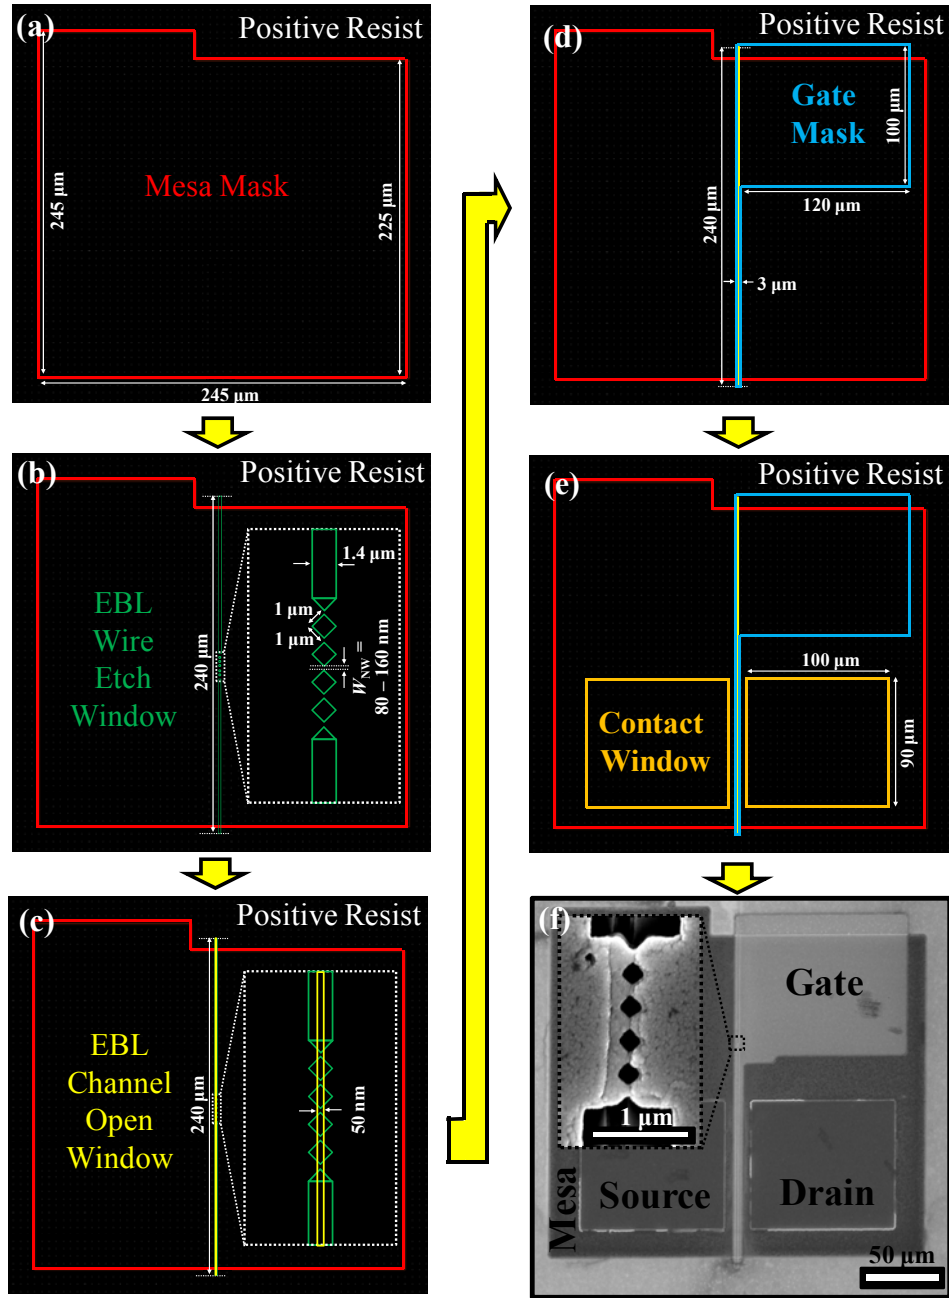 (a)
Positive Resist
245 μm
Mesa Mask
225 μm
245 μm
(b)
Positive Resist
EBL
Wire
Etch
Window
240 μm
1.4 μm
1 μm
1 μm
W_NW =
80 – 160 nm
(c)
Positive Resist
EBL
Channel
Open
Window
240 μm
50 nm
(d)
Positive Resist
Gate
Mask
100 μm
120 μm
240 μm
3 μm
(e)
Positive Resist
100 μm
Contact
Window
90 μm
(f)
Gate
1 μm
Mesa
Source
Drain
50 μm